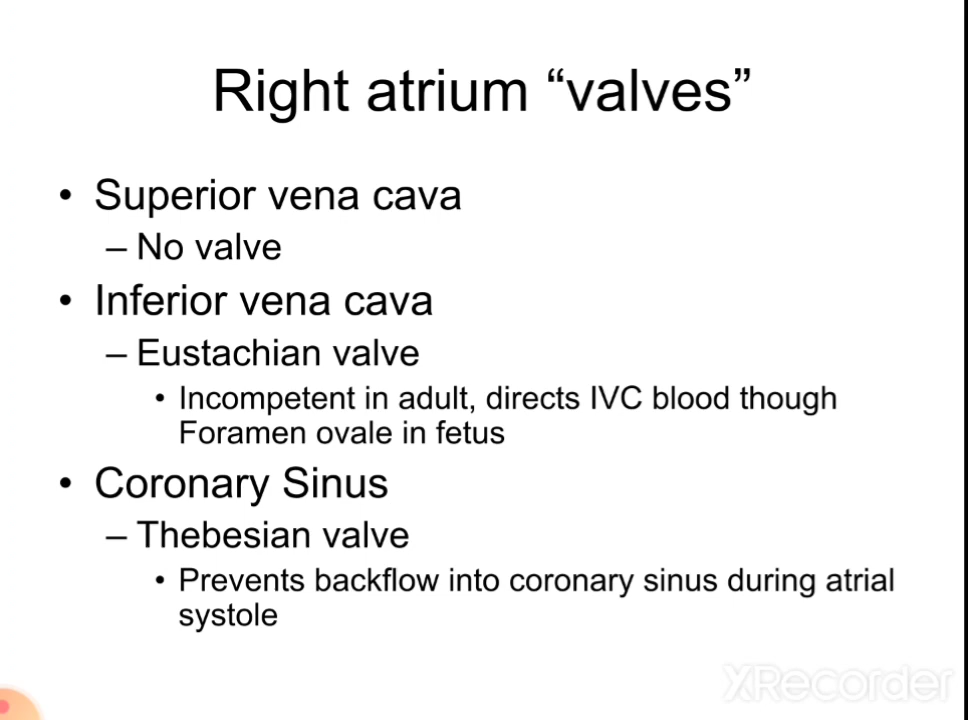 Right atrium “valves”
• Superior vena cava
– No valve
• Inferior vena cava
– Eustachian valve
• Incompetent in adult, directs IVC blood though
Foramen ovale in fetus
• Coronary Sinus
– Thebesian valve
• Prevents backflow into coronary sinus during atrial
systole
XRecorder